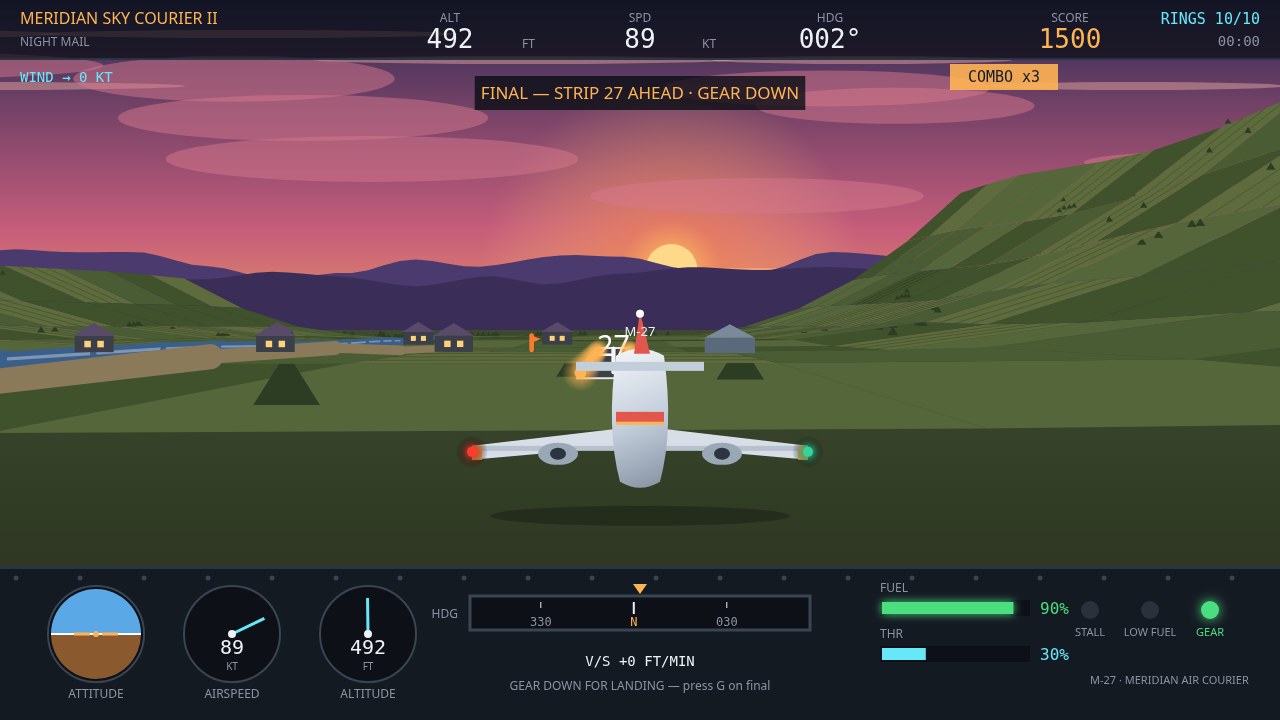 MERIDIAN SKY COURIER II
NIGHT MAIL
ALT
492 FT
SPD
89 KT
HDG
002°
SCORE
1500
RINGS 10/10
00:00
WIND → 0 KT
COMBO x3
FINAL — STRIP 27 AHEAD · GEAR DOWN
M-27
27
89
KT
492
FT
ATTITUDE
AIRSPEED
ALTITUDE
HDG
330 N 030
V/S +0 FT/MIN
GEAR DOWN FOR LANDING — press G on final
FUEL
90%
THR
30%
STALL
LOW FUEL
GEAR
M-27 · MERIDIAN AIR COURIER